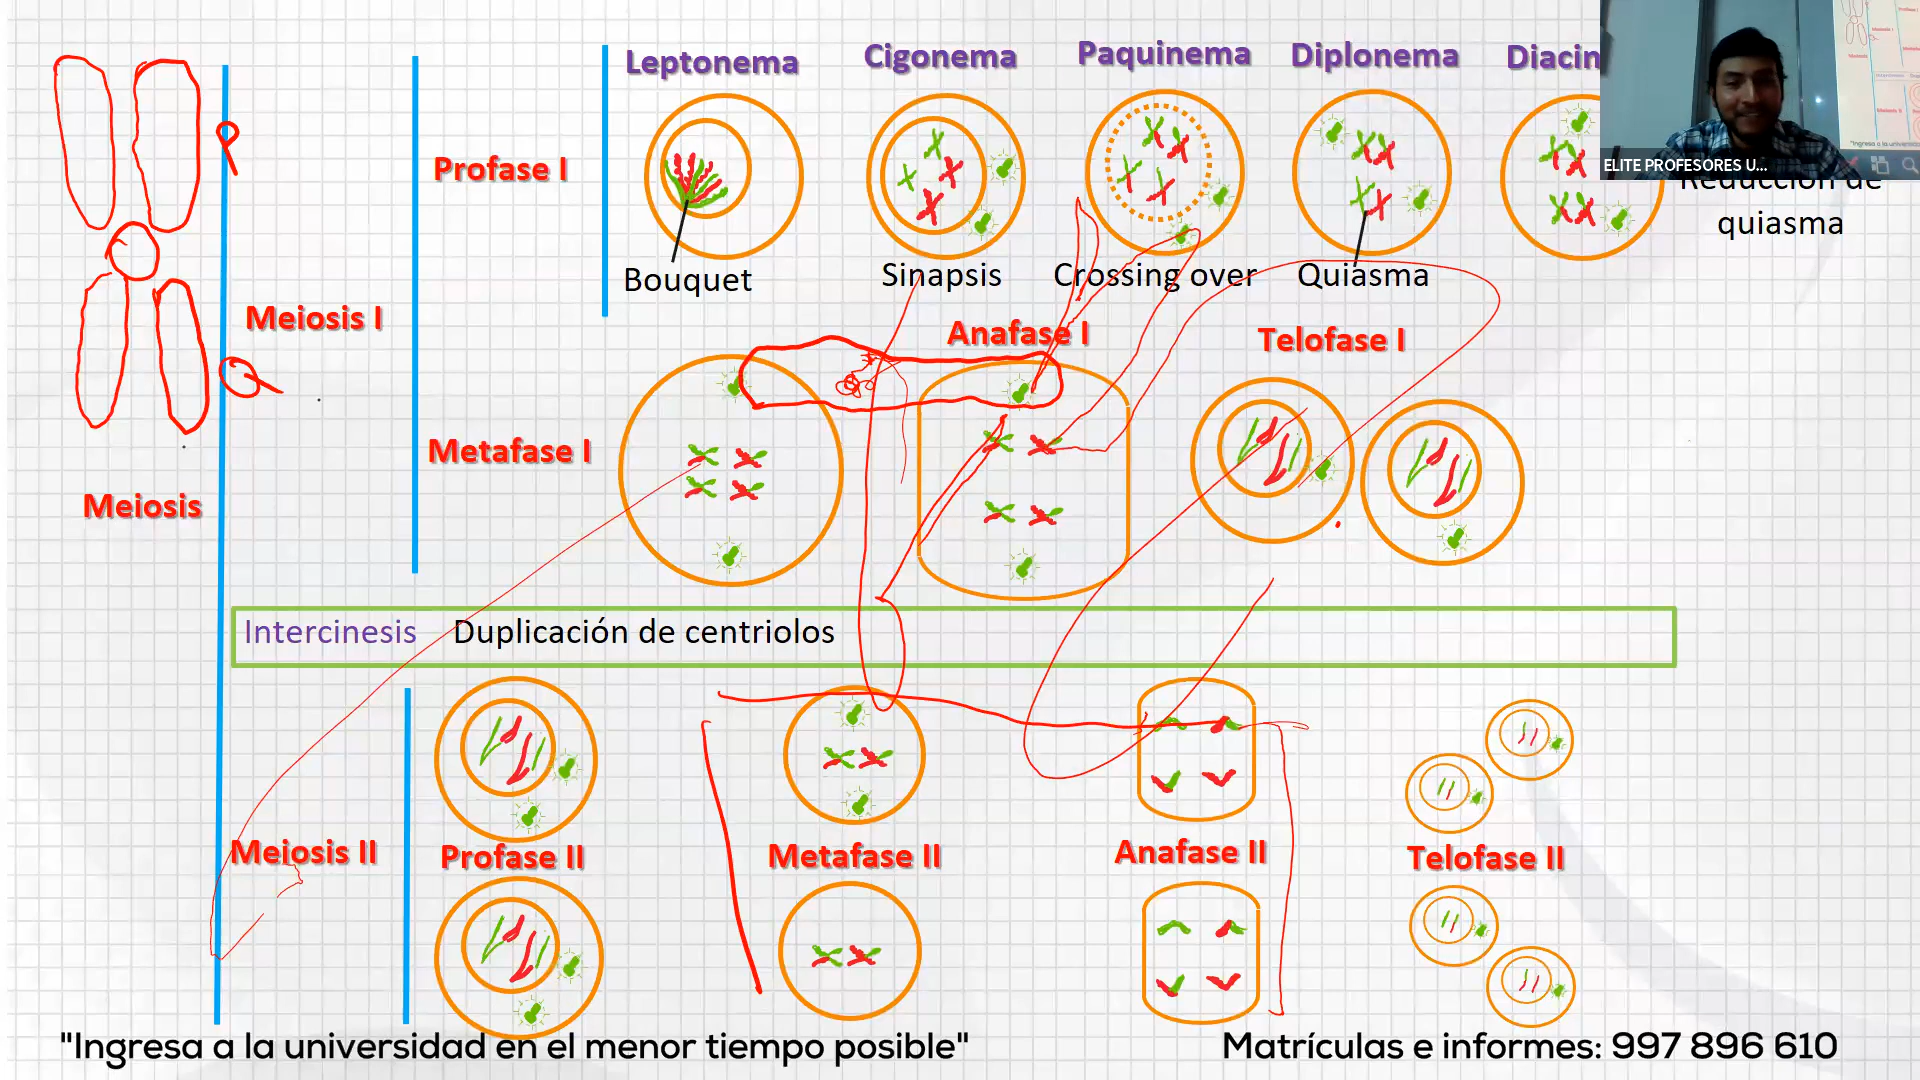 Leptonema
Cigonema
Paquinema
Diplonema
Diacin
Profase I
ELITE PROFESORES U...
Reducción de
quiasma
Bouquet
Sinapsis
Crossing over
Quiasma
Meiosis I
Anafase I
Telofase I
Metafase I
Meiosis
Intercinesis
Duplicación de centriolos
Meiosis II
Profase II
Metafase II
Anafase II
Telofase II
"Ingresa a la universidad en el menor tiempo posible"
Matrículas e informes: 997 896 610